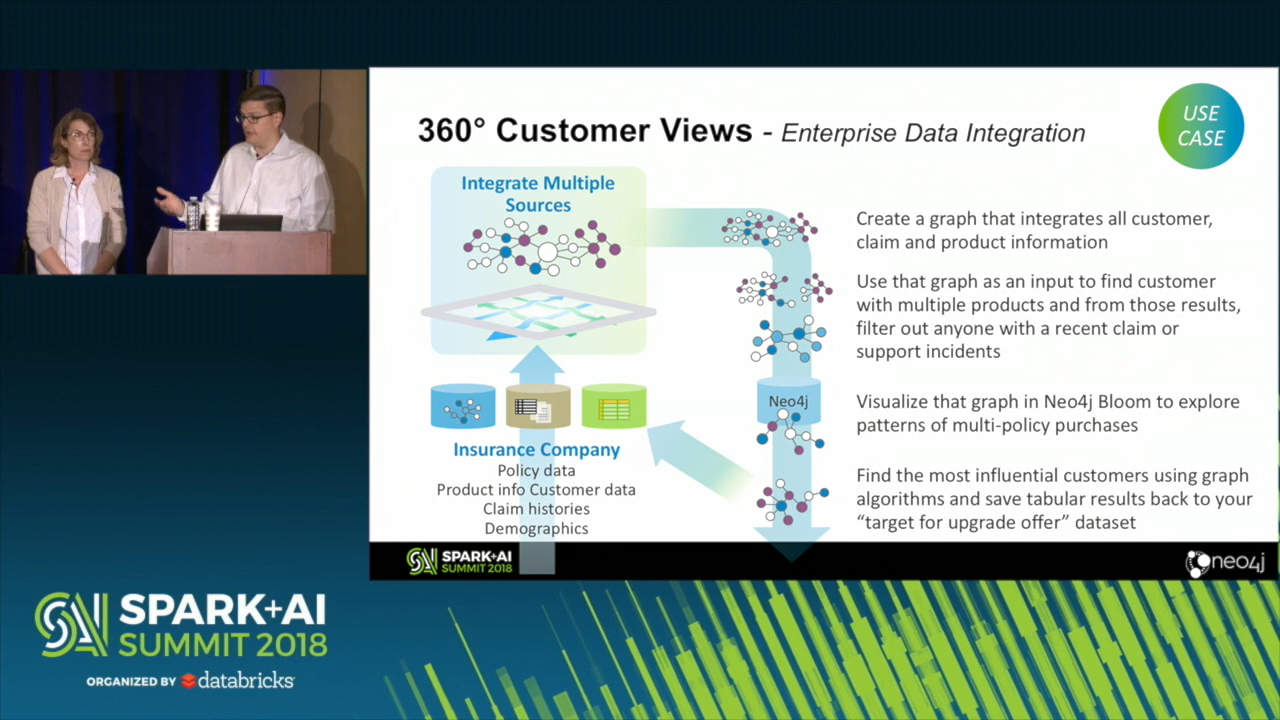 360° Customer Views - Enterprise Data Integration
USE
CASE
Integrate Multiple
Sources
Insurance Company
Policy data
Product info Customer data
Claim histories
Demographics
Neo4j
Create a graph that integrates all customer,
claim and product information
Use that graph as an input to find customer
with multiple products and from those results,
filter out anyone with a recent claim or
support incidents
Visualize that graph in Neo4j Bloom to explore
patterns of multi-policy purchases
Find the most influential customers using graph
algorithms and save tabular results back to your
“target for upgrade offer” dataset
SPARK+AI
SUMMIT 2018
neo4j
SPARK+AI
SUMMIT 2018
ORGANIZED BY databricks